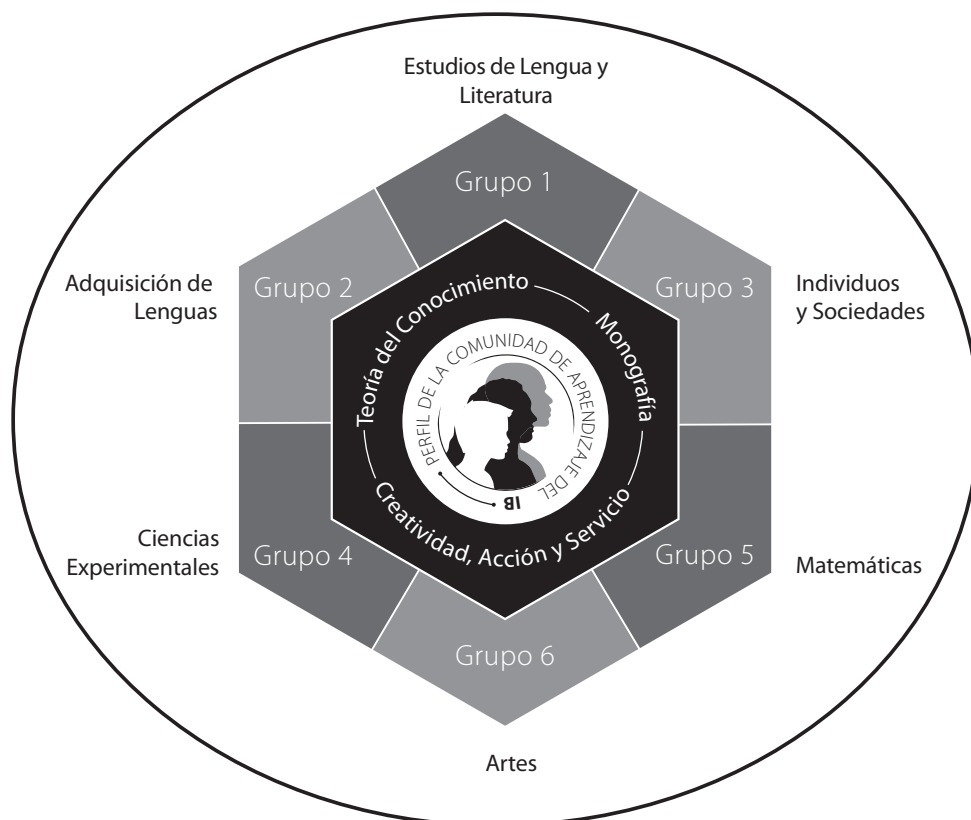 Estudios de Lengua y
Literatura
Grupo 1
Adquisición de
Lenguas
Grupo 2
Grupo 3
Individuos
y Sociedades
Teoría del Conocimiento
Monografía
Creatividad, Acción y Servicio
PERFIL DE LA COMUNIDAD DE APRENDIZAJE DEL
IB
Ciencias
Experimentales
Grupo 4
Grupo 5
Matemáticas
Grupo 6
Artes